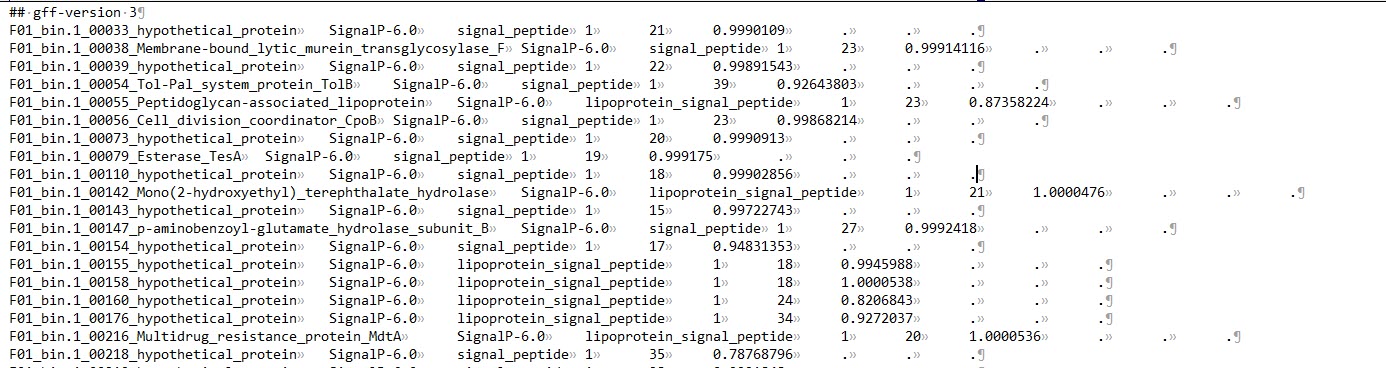 ## gff-version 3
F01_bin.1_00033_hypothetical_protein SignalP-6.0 signal_peptide 1 21 0.9990109 . . .
F01_bin.1_00038_Membrane-bound_lytic_murein_transglycosylase_F SignalP-6.0 signal_peptide 1 23 0.99914116 . . .
F01_bin.1_00039_hypothetical_protein SignalP-6.0 signal_peptide 1 22 0.99891543 . . .
F01_bin.1_00054_Tol-Pal_system_protein_TolB SignalP-6.0 signal_peptide 1 39 0.92643803 . . .
F01_bin.1_00055_Peptidoglycan-associated_lipoprotein SignalP-6.0 lipoprotein_signal_peptide 1 23 0.87358224 . . .
F01_bin.1_00056_Cell_division_coordinator_CpoB SignalP-6.0 signal_peptide 1 23 0.99868214 . . .
F01_bin.1_00073_hypothetical_protein SignalP-6.0 signal_peptide 1 20 0.9990913 . . .
F01_bin.1_00079_Esterase_TesA SignalP-6.0 signal_peptide 1 19 0.999175 . . .
F01_bin.1_00110_hypothetical_protein SignalP-6.0 signal_peptide 1 18 0.99902856 . . .
F01_bin.1_00142_Mono(2-hydroxyethyl)_terephthalate_hydrolase SignalP-6.0 lipoprotein_signal_peptide 1 21 1.0000476 . . .
F01_bin.1_00143_hypothetical_protein SignalP-6.0 signal_peptide 1 15 0.99722743 . . .
F01_bin.1_00147_p-aminobenzoyl-glutamate_hydrolase_subunit_B SignalP-6.0 signal_peptide 1 27 0.9992418 . . .
F01_bin.1_00154_hypothetical_protein SignalP-6.0 signal_peptide 1 17 0.94831353 . . .
F01_bin.1_00155_hypothetical_protein SignalP-6.0 lipoprotein_signal_peptide 1 18 0.9945988 . . .
F01_bin.1_00158_hypothetical_protein SignalP-6.0 lipoprotein_signal_peptide 1 18 1.0000538 . . .
F01_bin.1_00160_hypothetical_protein SignalP-6.0 lipoprotein_signal_peptide 1 24 0.8206843 . . .
F01_bin.1_00176_hypothetical_protein SignalP-6.0 lipoprotein_signal_peptide 1 34 0.9272037 . . .
F01_bin.1_00216_Multidrug_resistance_protein_MdtA SignalP-6.0 lipoprotein_signal_peptide 1 20 1.0000536 . . .
F01_bin.1_00218_hypothetical_protein SignalP-6.0 signal_peptide 1 35 0.78768796 . . .